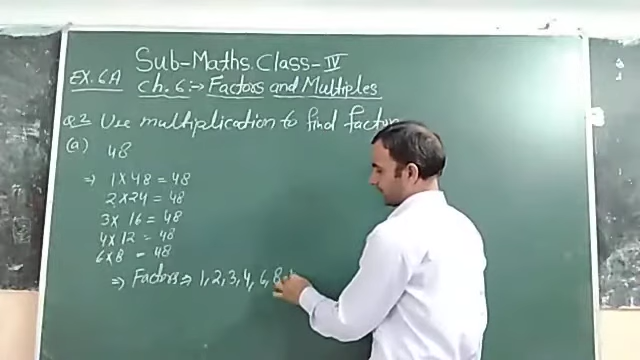 Sub-Maths. Class-IV
EX. 6A Ch. 6:- Factors and Multiples
Q.2 Use multiplication to find factors
(a) 48
⇒ 1 × 48 = 48
2 × 24 = 48
3 × 16 = 48
4 × 12 = 48
6 × 8 = 48
⇒ Factors ⇒ 1, 2, 3, 4, 6, 8,